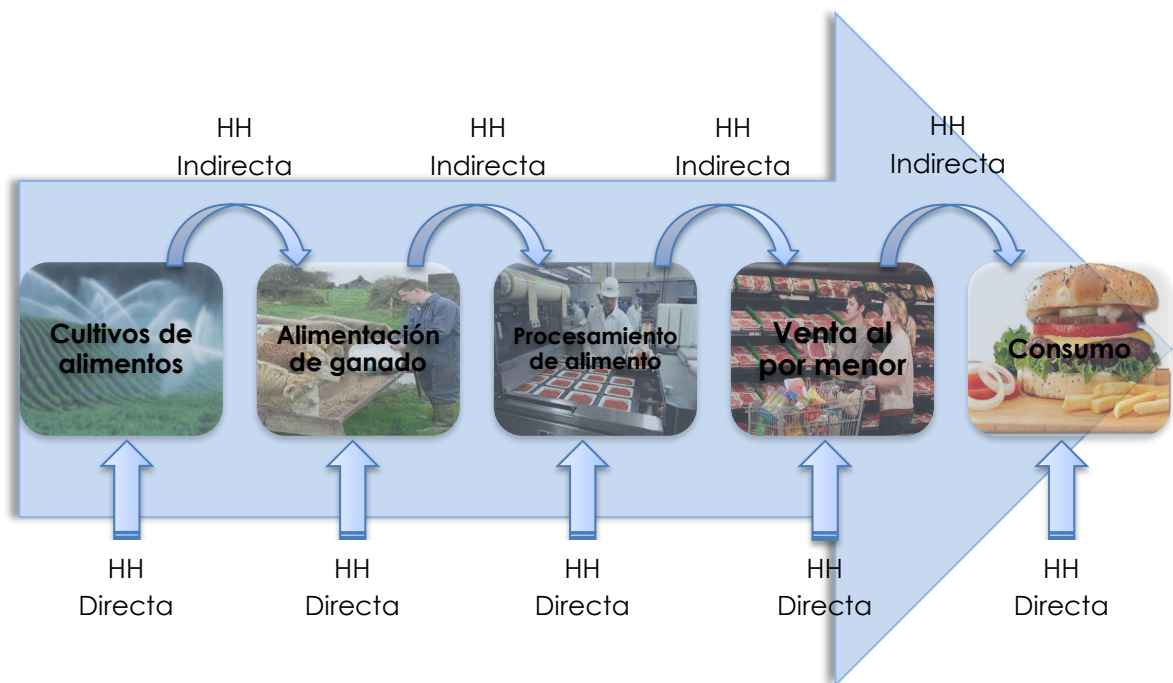 HH
Indirecta
HH
Indirecta
HH
Indirecta
HH
Indirecta
Cultivos de
alimentos
Alimentación
de ganado
Procesamiento
de alimento
Venta al
por menor
Consumo
HH
Directa
HH
Directa
HH
Directa
HH
Directa
HH
Directa